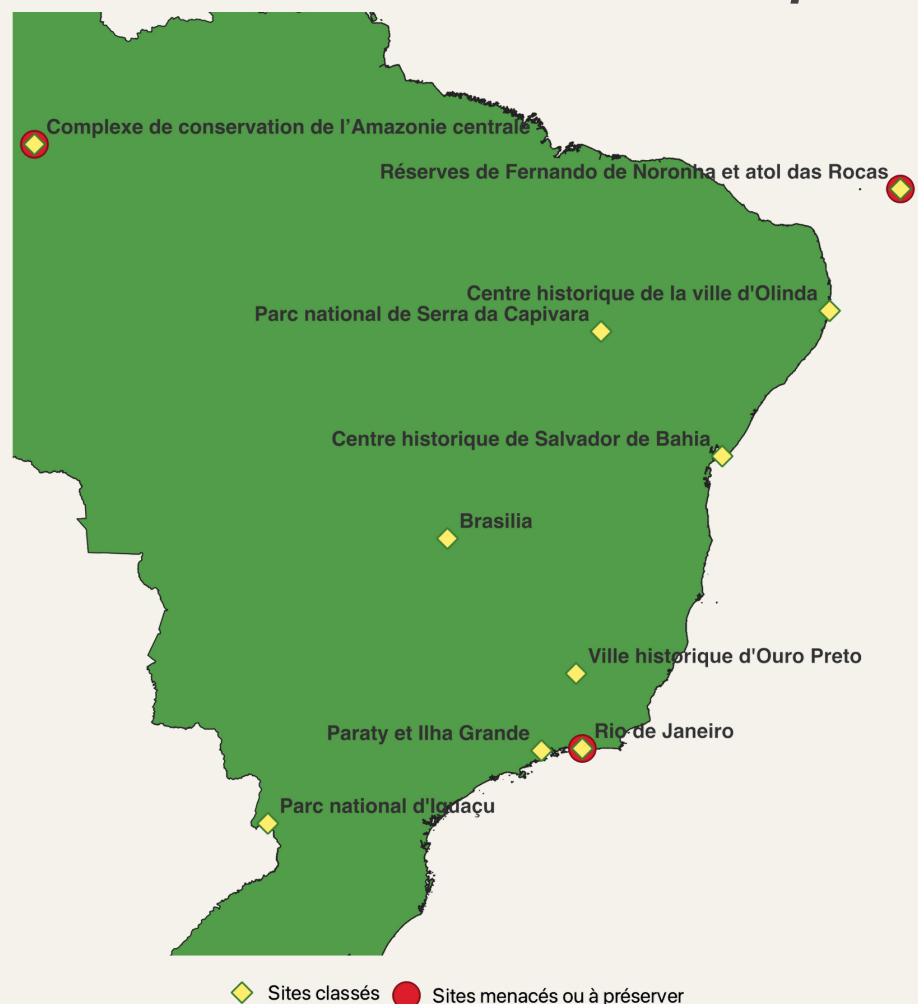 Complexe de conservation de l’Amazonie centrale
Réserves de Fernando de Noronha et atol das Rocas
Centre historique de la ville d'Olinda
Parc national de Serra da Capivara
Centre historique de Salvador de Bahia
Brasilia
Ville historique d'Ouro Preto
Paraty et Ilha Grande
Rio de Janeiro
Parc national d'Iguaçu
Sites classés
Sites menacés ou à préserver